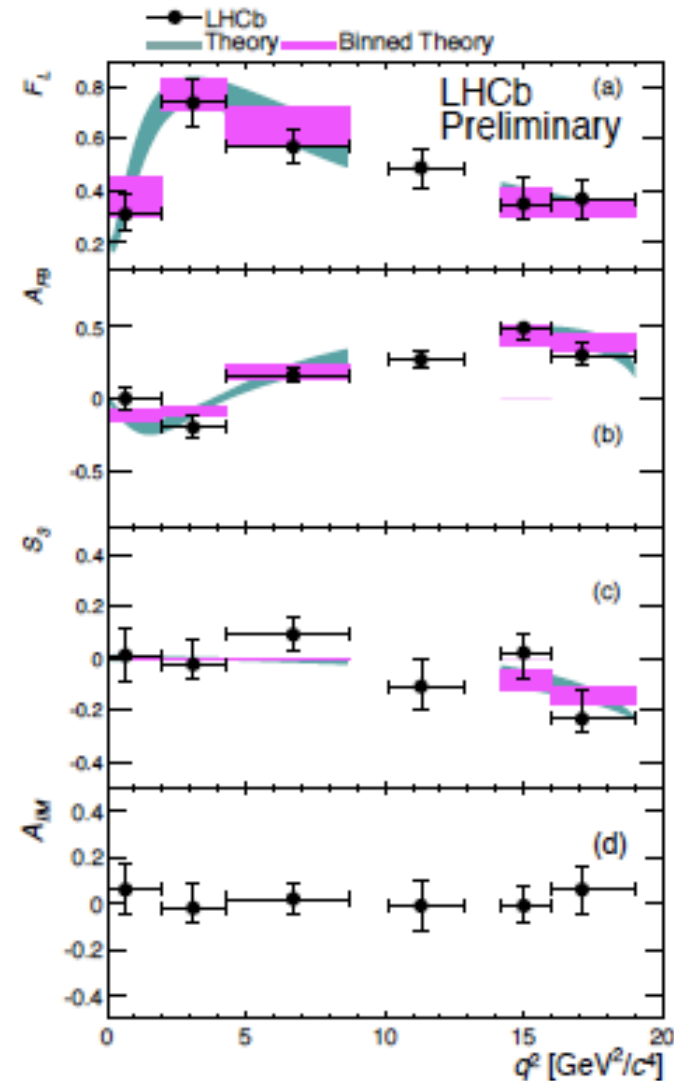 LHCb
Theory Binned Theory
F_L
0.8
0.6
0.4
0.2
LHCb
Preliminary
(a)
A_FB
0.5
0
-0.5
(b)
S_3
0.4
0.2
0
-0.2
-0.4
(c)
A_IM
0.4
0.2
0
-0.2
-0.4
(d)
0 5 10 15 20
q² [GeV²/c⁴]